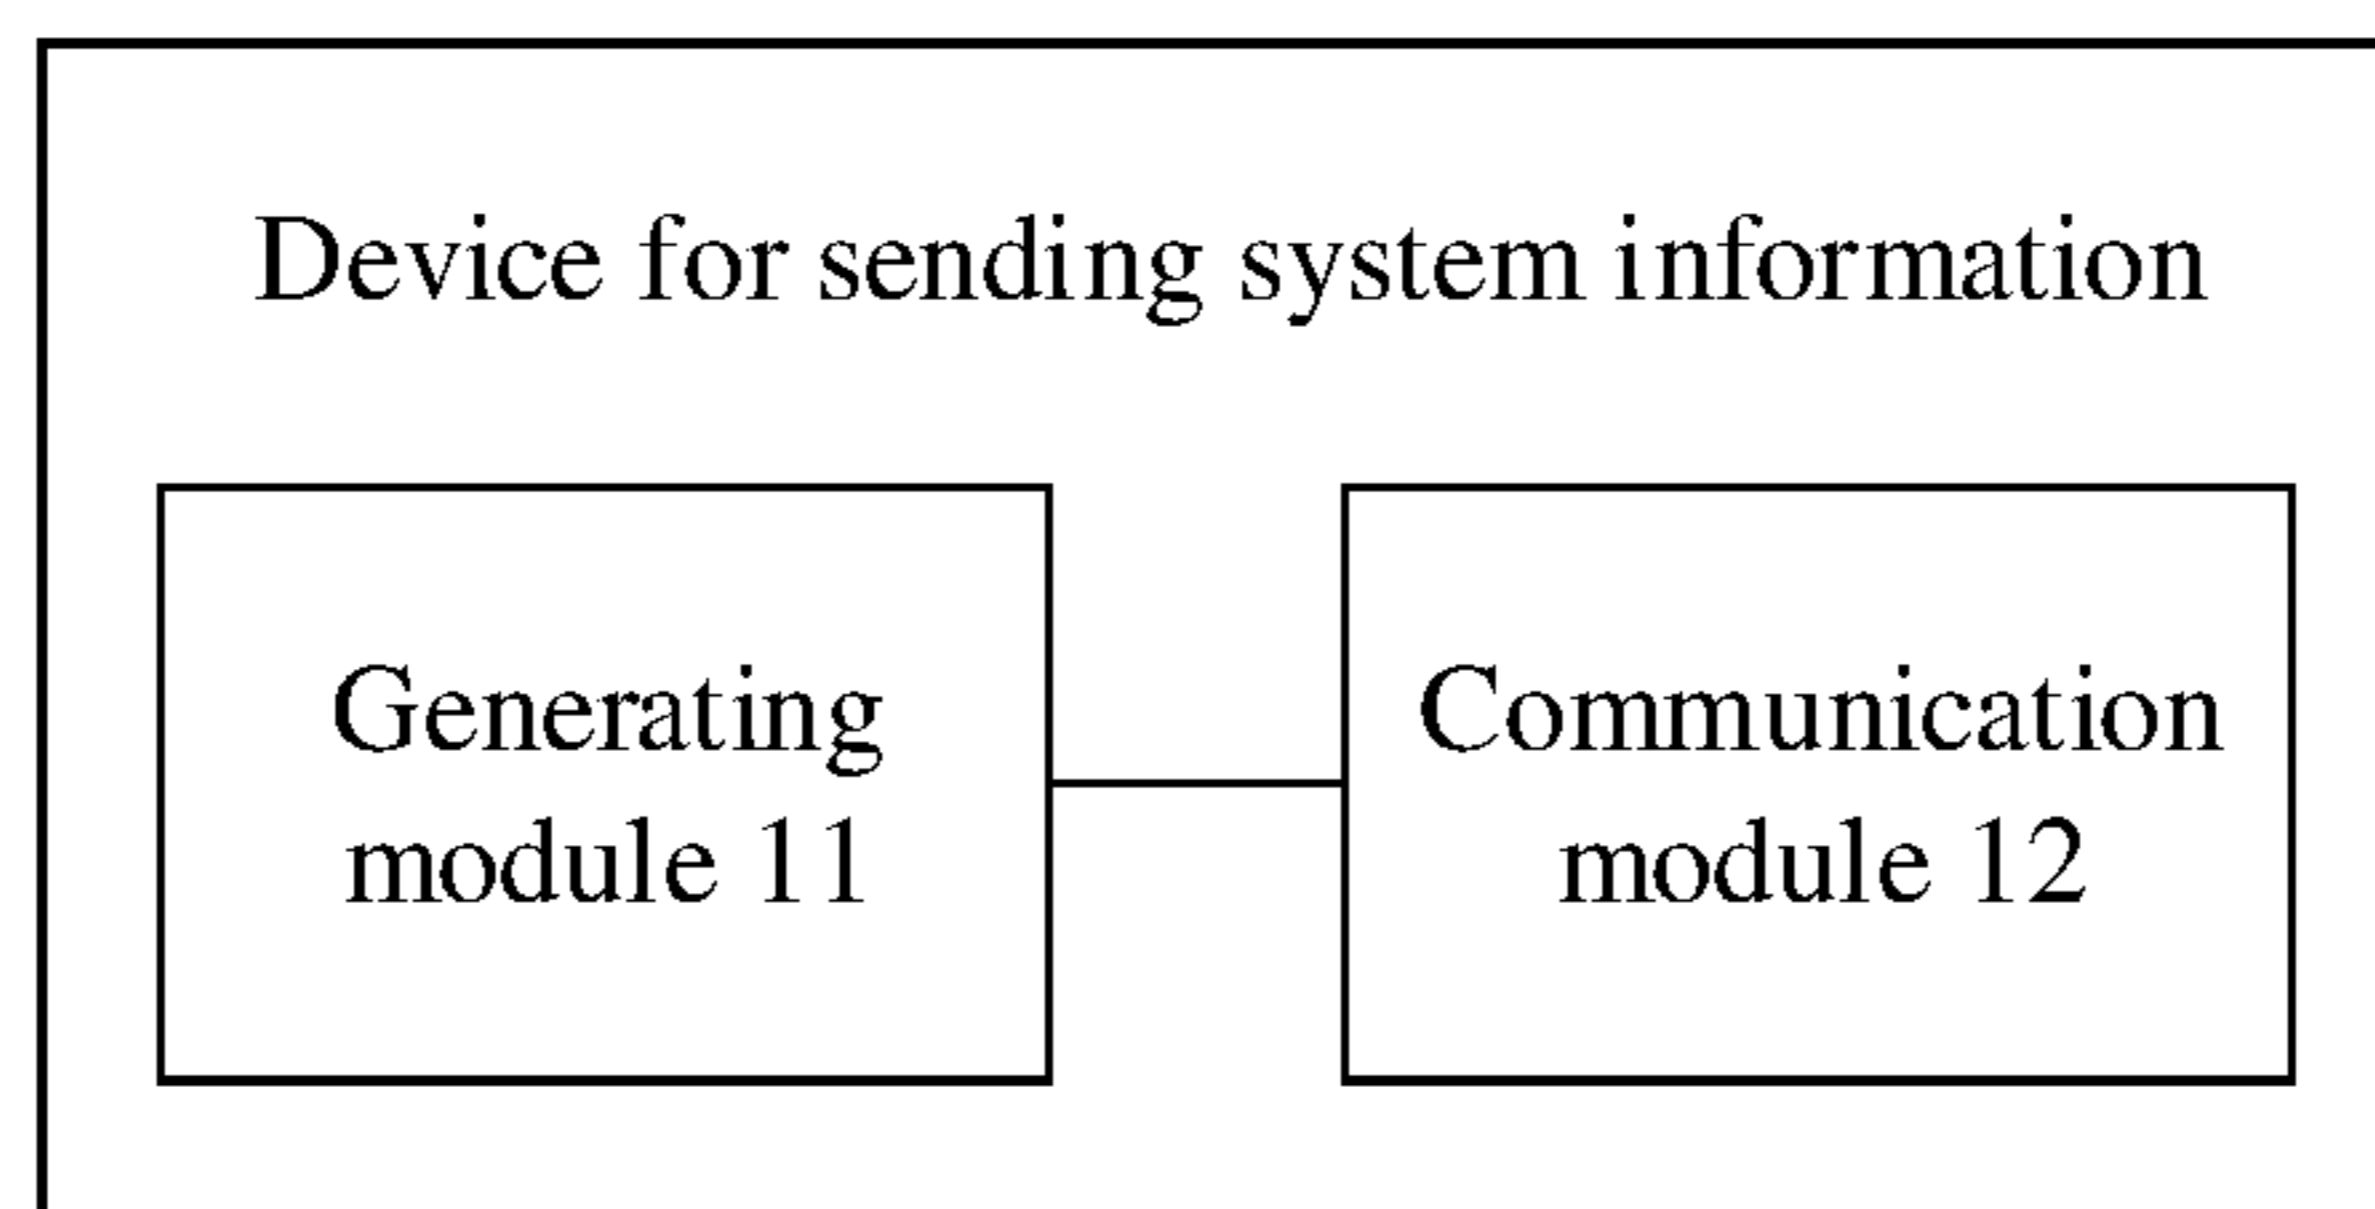 Device for sending system information
Generating
module 11
Communication
module 12